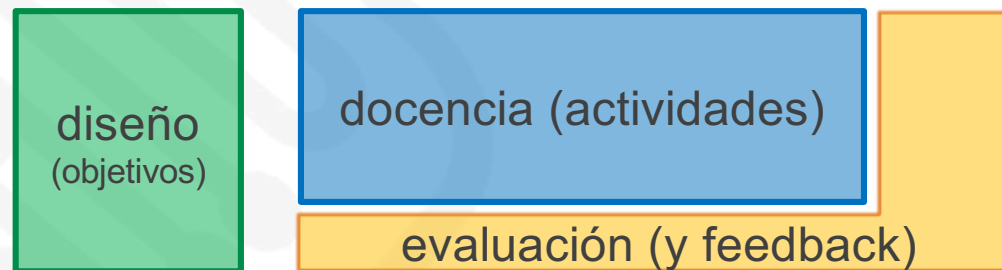 diseño
(objetivos)
docencia (actividades)
evaluación (y feedback)